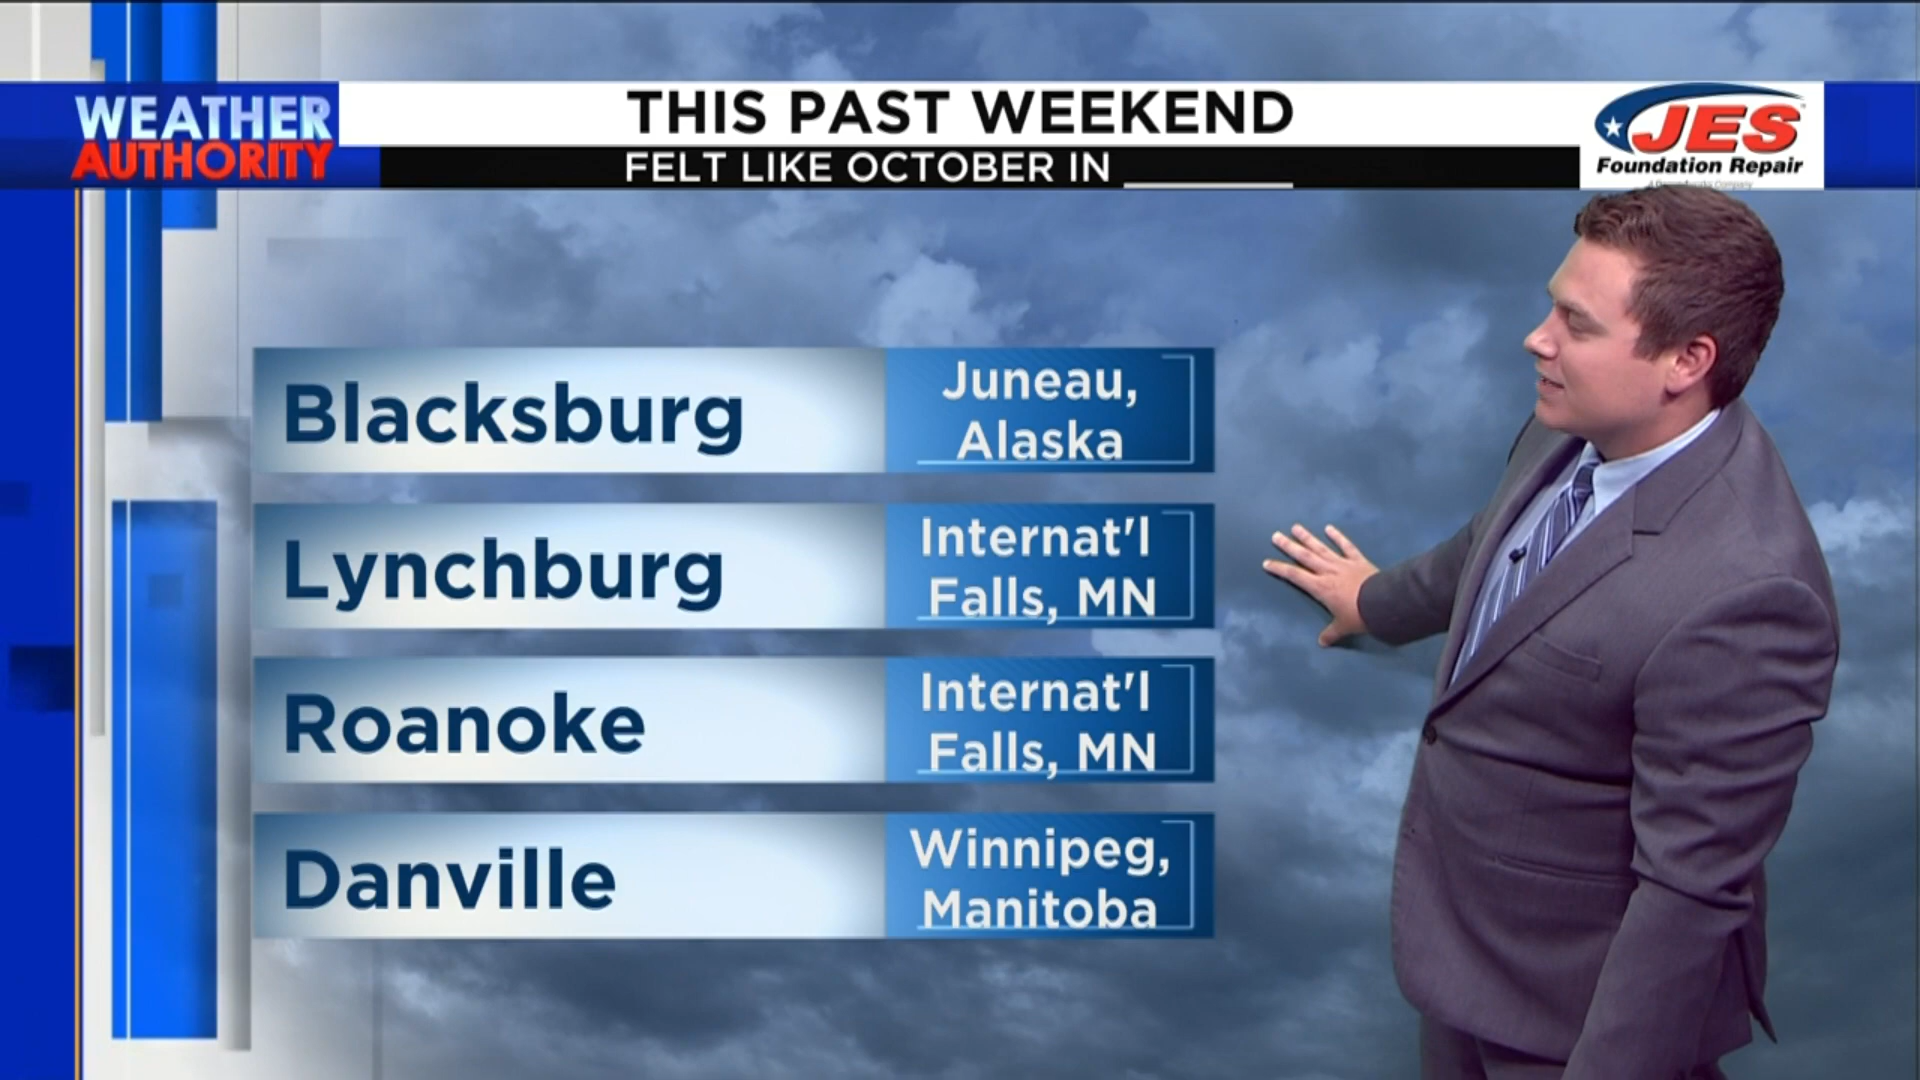 WEATHER
AUTHORITY
THIS PAST WEEKEND
FELT LIKE OCTOBER IN ________
JES
Foundation Repair
Blacksburg
Juneau,
Alaska
Lynchburg
Internat'l
Falls, MN
Roanoke
Internat'l
Falls, MN
Danville
Winnipeg,
Manitoba